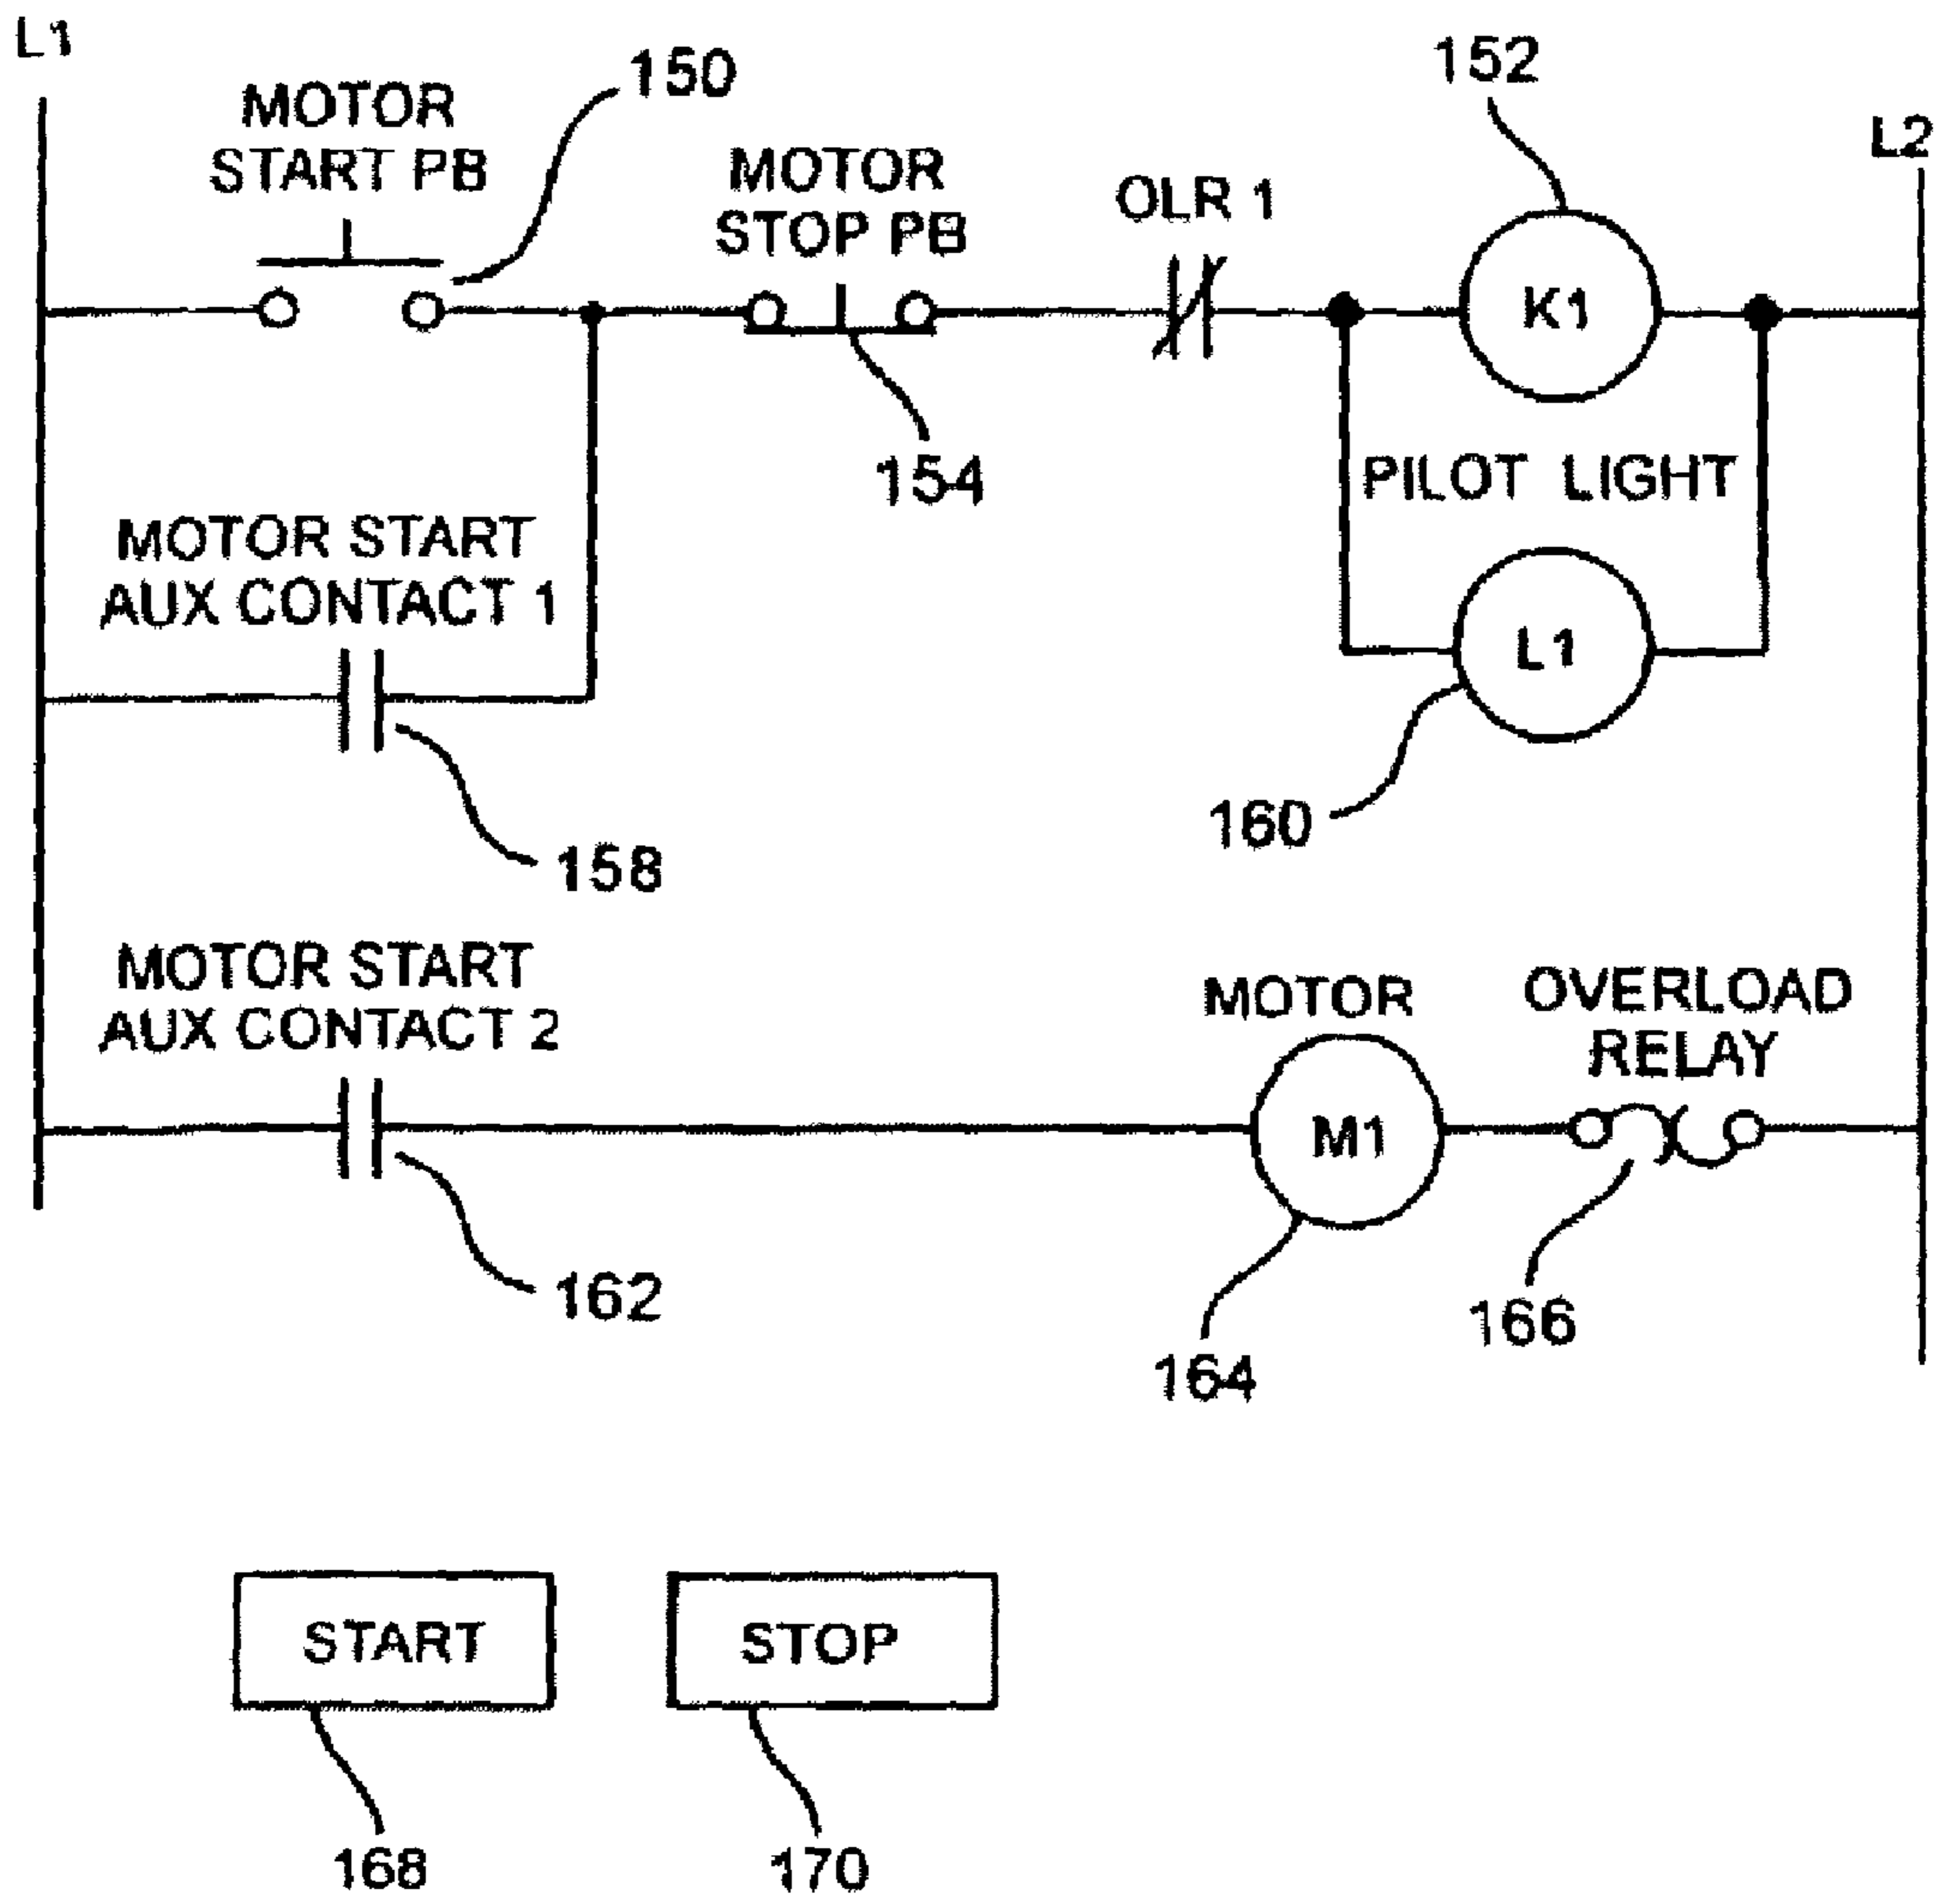 L1
150
152
MOTOR
START PB
L2
MOTOR
STOP PB
OLR 1
K1
154
PILOT LIGHT
MOTOR START
AUX CONTACT 1
L1
160
158
MOTOR START
AUX CONTACT 2
MOTOR
OVERLOAD
RELAY
M1
162
166
164
START
STOP
168
170